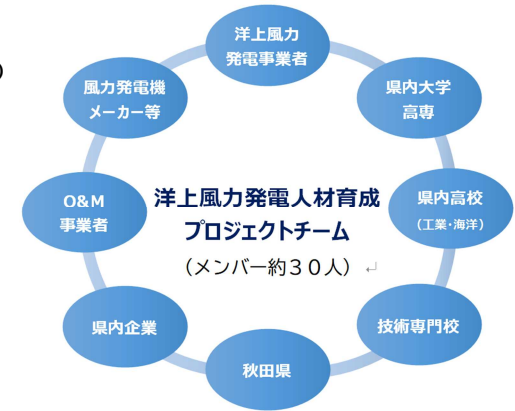 )
洋上風力
発電事業者
県内大学
高専
県内高校
(工業・海洋)
技術専門校
秋田県
県内企業
O&M
事業者
風力発電機
メーカー等
洋上風力発電人材育成
プロジェクトチーム
（メンバー約３０人）↵